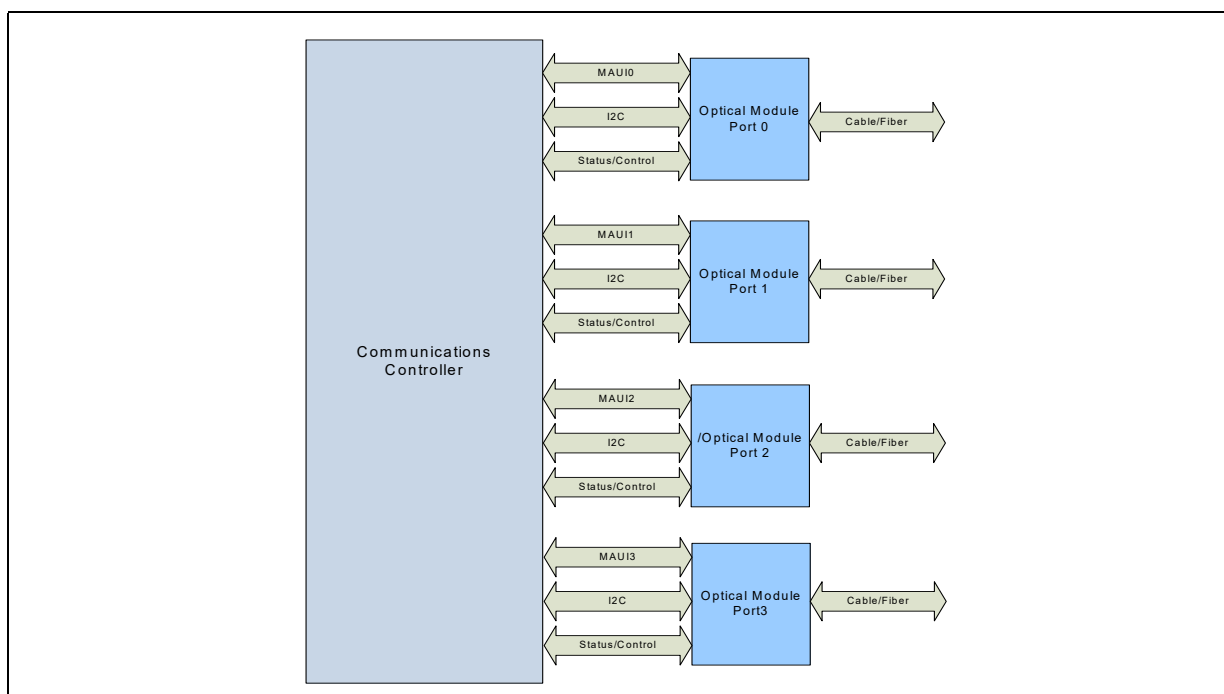 Communications
Controller
MAUI0
I2C
Status/Control
Optical Module
Port 0
Cable/Fiber
MAUI1
I2C
Status/Control
Optical Module
Port 1
Cable/Fiber
MAUI2
I2C
Status/Control
/Optical Module
Port 2
Cable/Fiber
MAUI3
I2C
Status/Control
Optical Module
Port3
Cable/Fiber